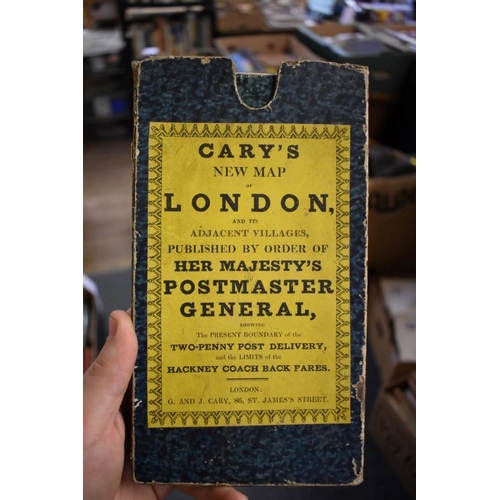 CARY'S
NEW MAP
OF
LONDON,
AND ITS
ADJACENT VILLAGES,
PUBLISHED BY ORDER OF
HER MAJESTY'S
POSTMASTER
GENERAL,
SHEWING
The PRESENT BOUNDARY of the
TWO-PENNY POST DELIVERY,
and the LIMITS of the
HACKNEY COACH BACK FARES.
LONDON:
G. AND J. CARY, 86, ST. JAMES'S STREET.